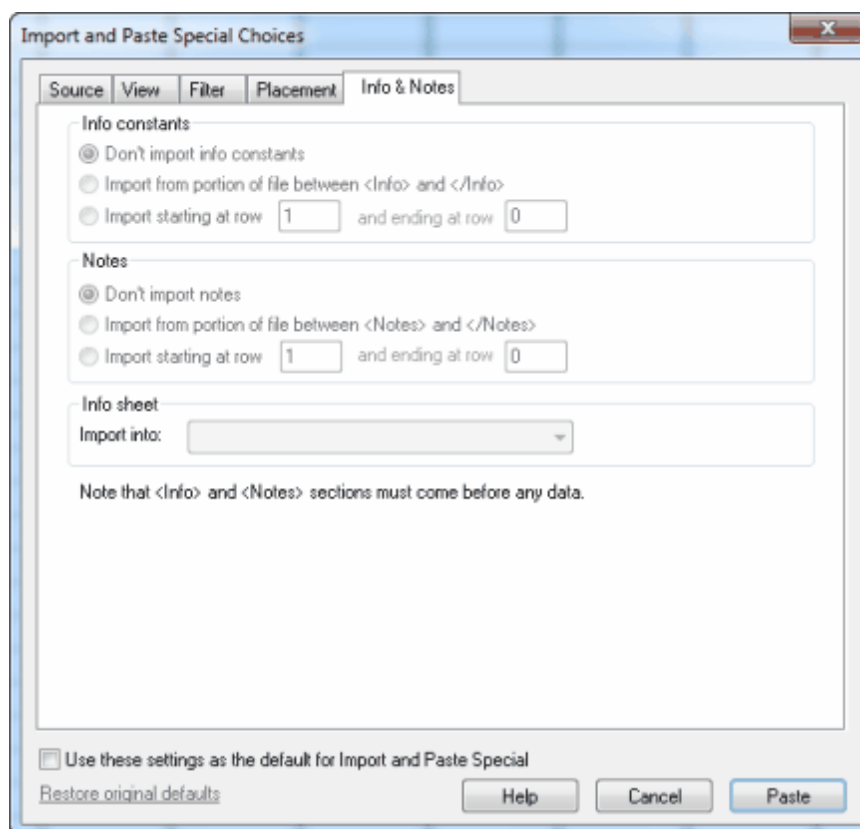 Import and Paste Special Choices
x
Source View Filter Placement Info & Notes
Info constants
Don't import info constants
Import from portion of file between <Info> and </Info>
Import starting at row 1 and ending at row 0
Notes
Don't import notes
Import from portion of file between <Notes> and </Notes>
Import starting at row 1 and ending at row 0
Info sheet
Import into:
Note that <Info> and <Notes> sections must come before any data.
Use these settings as the default for Import and Paste Special
Restore original defaults Help Cancel Paste